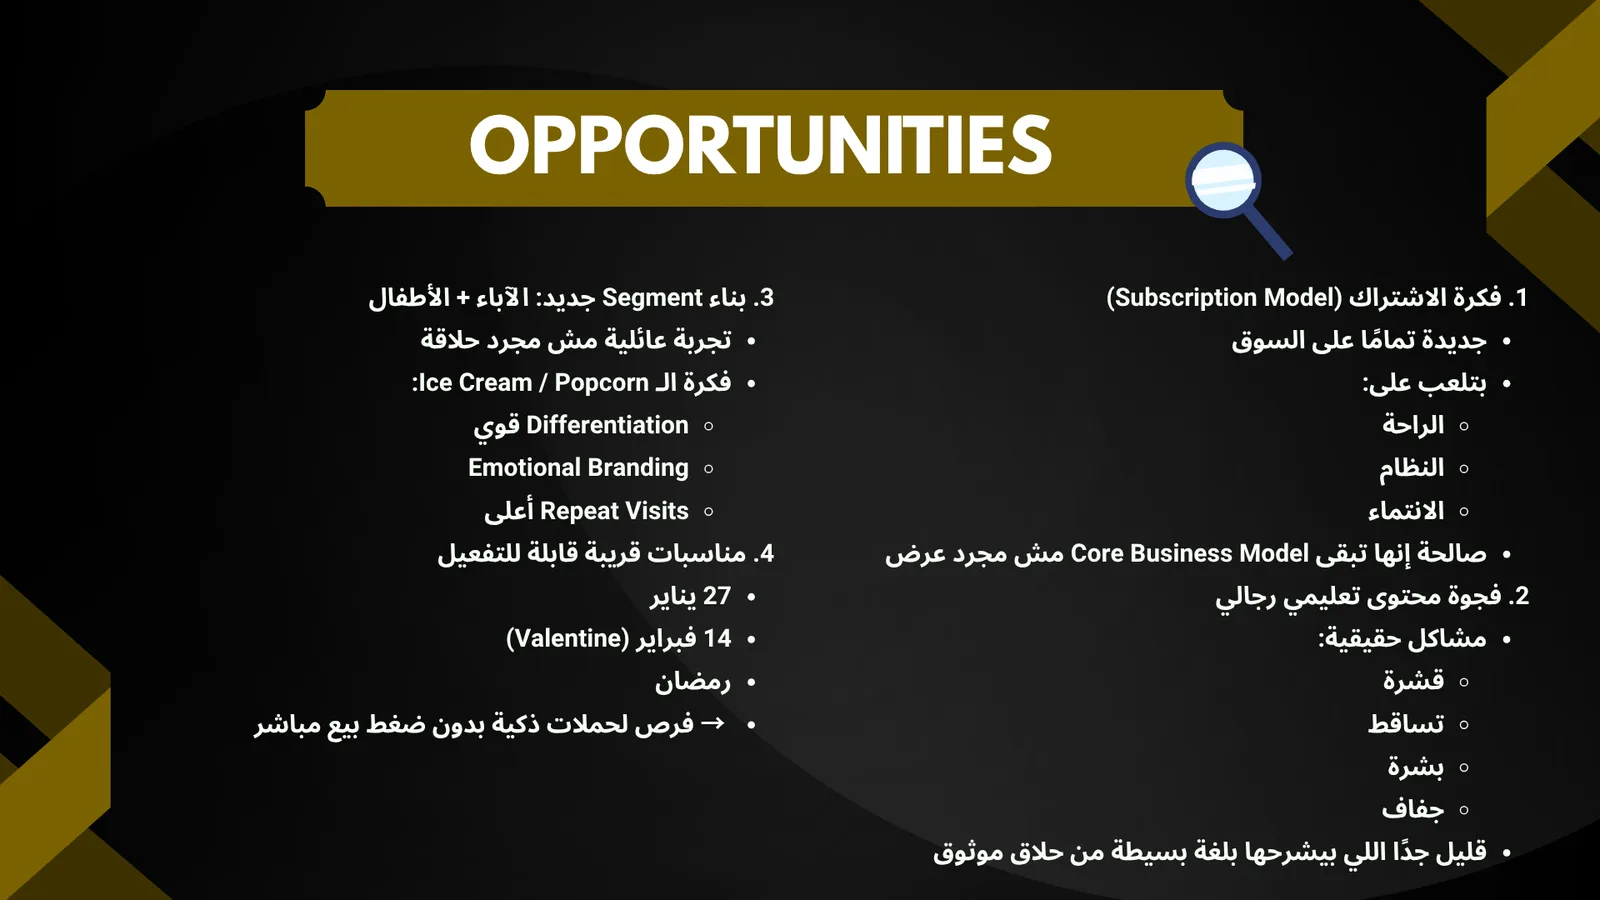 OPPORTUNITIES
1. فكرة الاشتراك (Subscription Model)
• جديدة تمامًا على السوق
• بتلعب على:
○ الراحة
○ النظام
○ الانتماء
• صالحة إنها تبقى Core Business Model مش مجرد عرض
2. فجوة محتوى تعليمي رجالي
• مشاكل حقيقية:
○ قشرة
○ تساقط
○ بشرة
○ جفاف
• قليل جدًا اللي بيشرحها بلغة بسيطة من حلاق موثوق
3. بناء Segment جديد: الآباء + الأطفال
• تجربة عائلية مش مجرد حلاقة
• فكرة الـ Ice Cream / Popcorn:
○ Differentiation قوي
○ Emotional Branding
○ Repeat Visits أعلى
4. مناسبات قريبة قابلة للتفعيل
• 27 يناير
• 14 فبراير (Valentine)
• رمضان
• → فرص لحملات ذكية بدون ضغط بيع مباشر